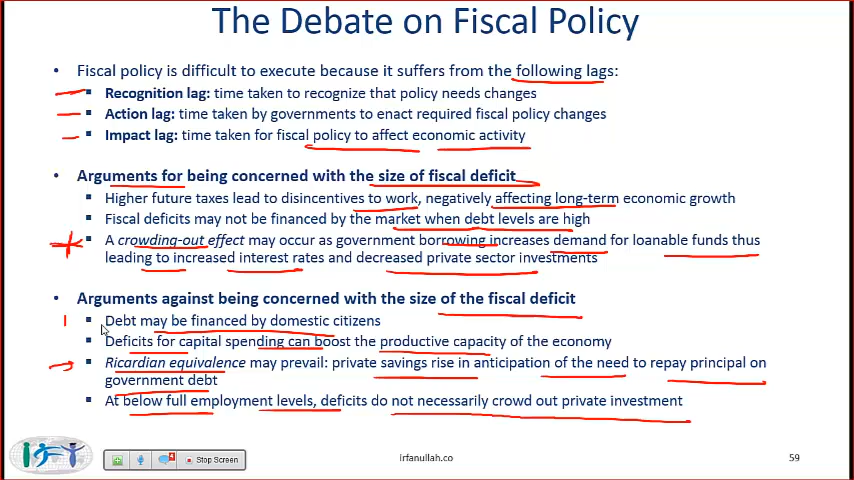 The Debate on Fiscal Policy
• Fiscal policy is difficult to execute because it suffers from the following lags:
▪ Recognition lag: time taken to recognize that policy needs changes
▪ Action lag: time taken by governments to enact required fiscal policy changes
▪ Impact lag: time taken for fiscal policy to affect economic activity
• Arguments for being concerned with the size of fiscal deficit
▪ Higher future taxes lead to disincentives to work, negatively affecting long-term economic growth
▪ Fiscal deficits may not be financed by the market when debt levels are high
▪ A crowding-out effect may occur as government borrowing increases demand for loanable funds thus
leading to increased interest rates and decreased private sector investments
• Arguments against being concerned with the size of the fiscal deficit
▪ Debt may be financed by domestic citizens
▪ Deficits for capital spending can boost the productive capacity of the economy
▪ Ricardian equivalence may prevail: private savings rise in anticipation of the need to repay principal on
government debt
▪ At below full employment levels, deficits do not necessarily crowd out private investment
Stop Screen
irfanullah.co
59